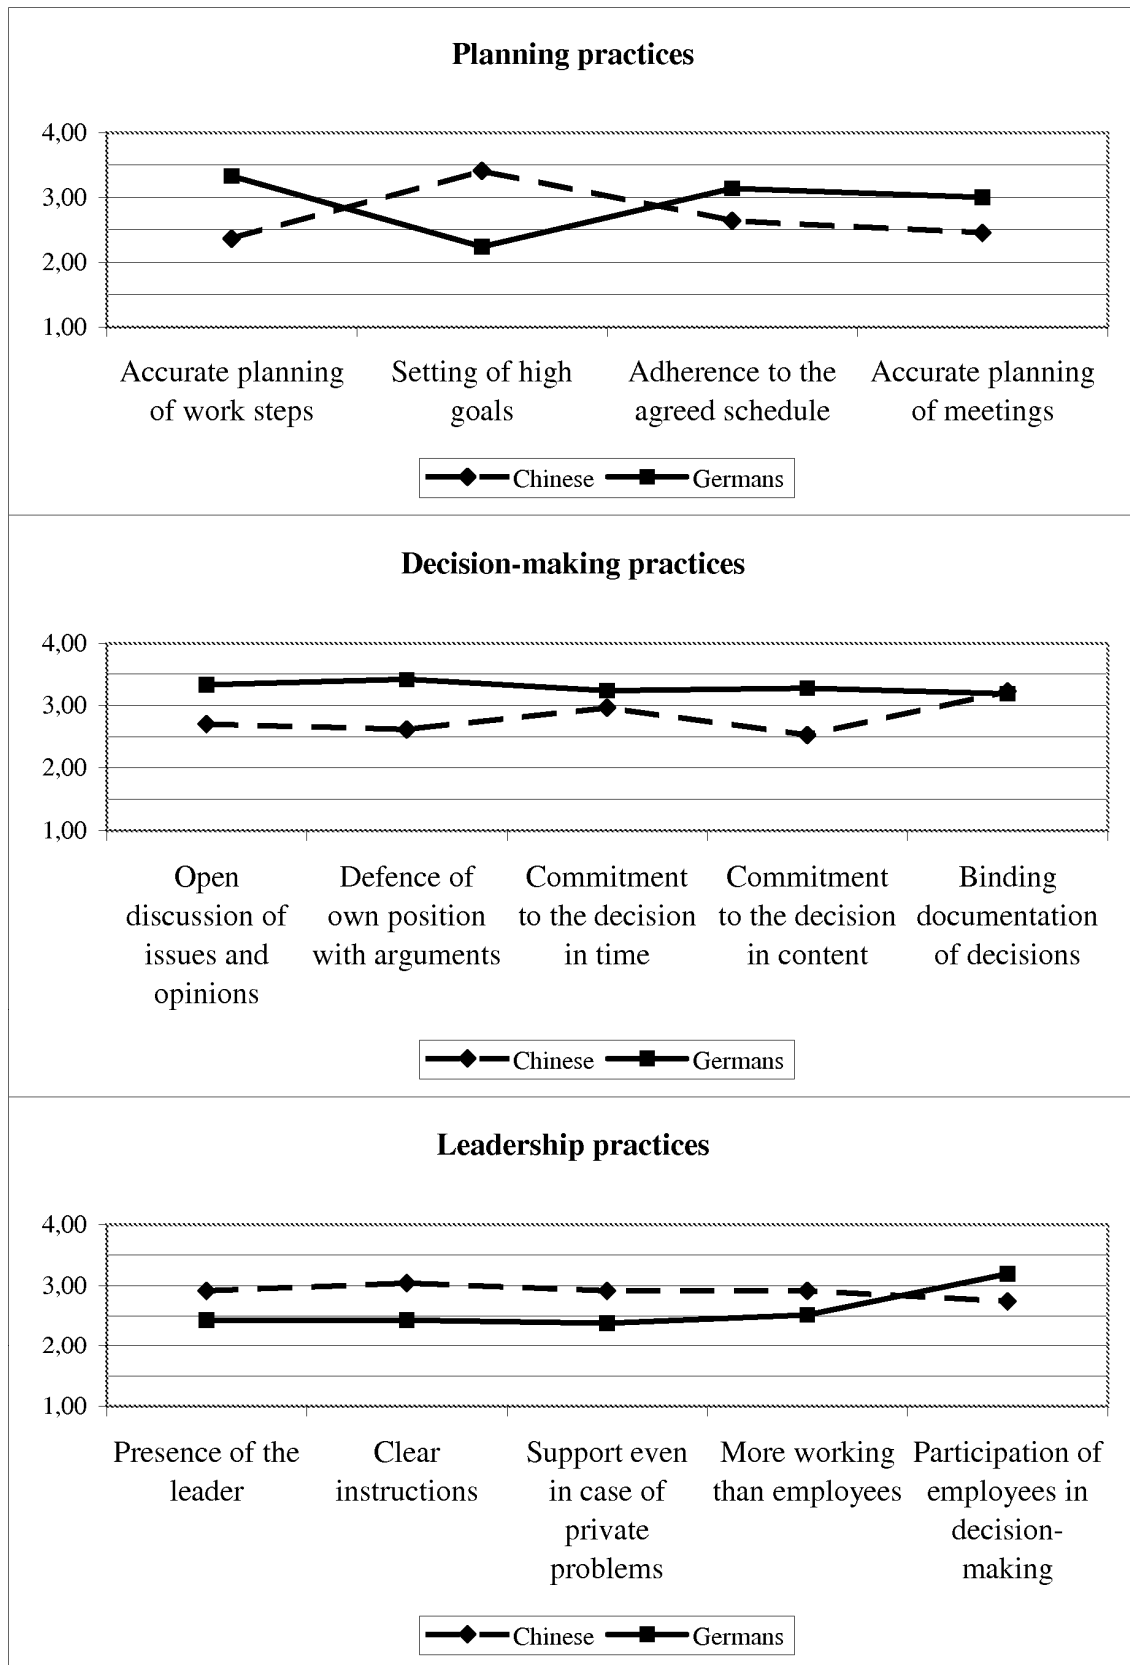 Planning practices
4,00
3,00
2,00
1,00
Accurate planning of work steps
Setting of high goals
Adherence to the agreed schedule
Accurate planning of meetings
Chinese
Germans
Decision-making practices
4,00
3,00
2,00
1,00
Open discussion of issues and opinions
Defence of own position with arguments
Commitment to the decision in time
Commitment to the decision in content
Binding documentation of decisions
Chinese
Germans
Leadership practices
4,00
3,00
2,00
1,00
Presence of the leader
Clear instructions
Support even in case of private problems
More working than employees
Participation of employees in decision-making
Chinese
Germans